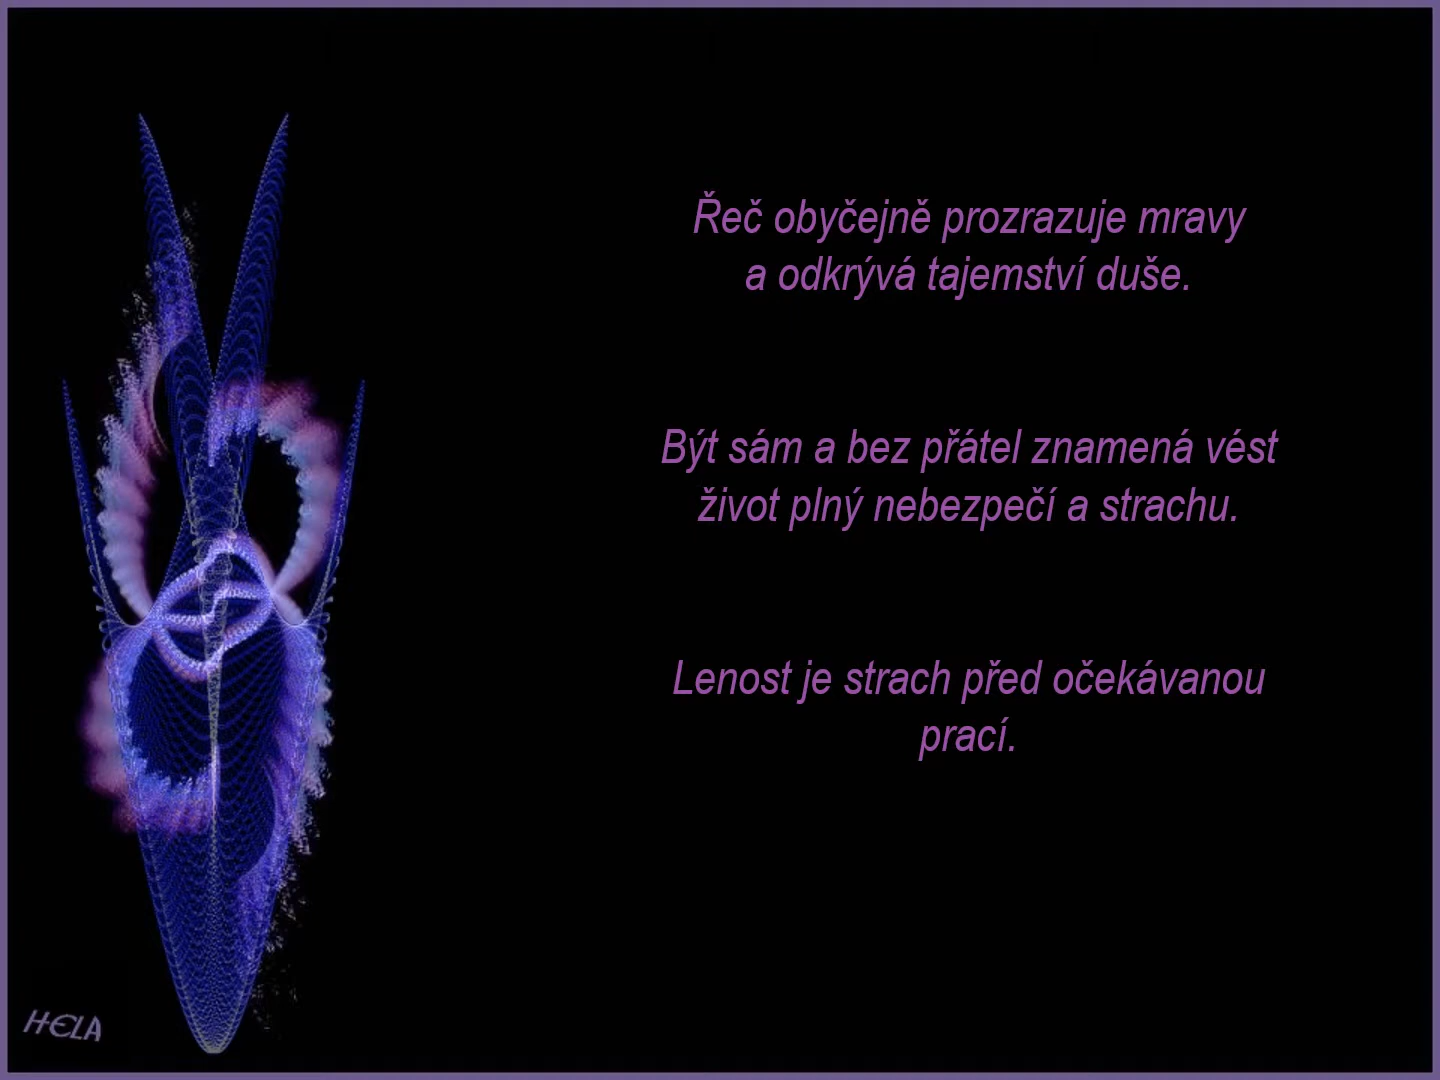 Řeč obyčejně prozrazuje mravy
a odkrývá tajemství duše.
Být sám a bez přátel znamená vést
život plný nebezpečí a strachu.
Lenost je strach před očekávanou
prací.
HELA